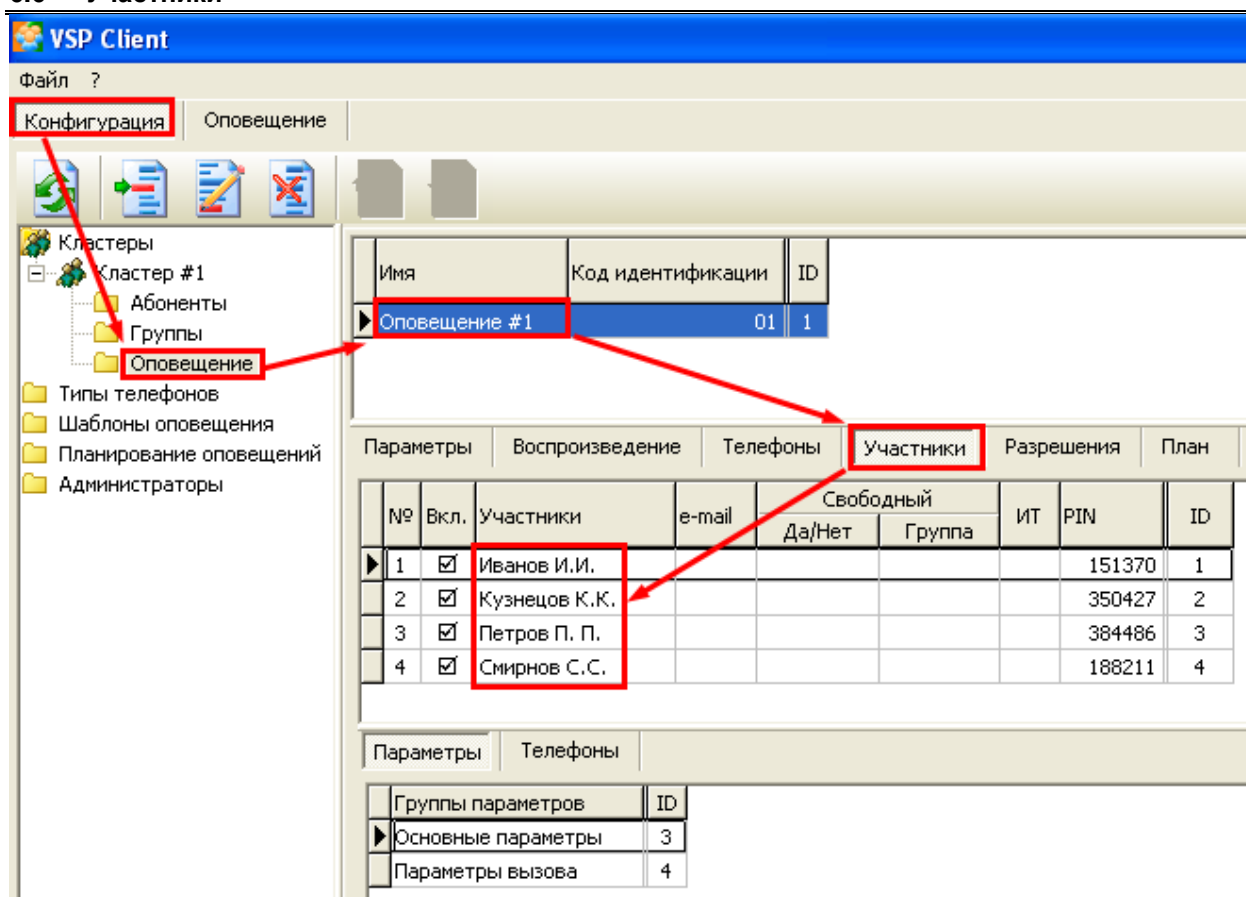 VSP Client
Файл ?
Конфигурация Оповещение
Кластеры
Кластер #1
Абоненты
Группы
Оповещение
Типы телефонов
Шаблоны оповещения
Планирование оповещений
Администраторы
Имя Код идентификации ID
Оповещение #1 01 1
Параметры Воспроизведение Телефоны Участники Разрешения План
№ Вкл. Участники e-mail Свободный ИТ PIN ID
Да/Нет Группа
1 Иванов И.И. 151370 1
2 Кузнецов К.К. 350427 2
3 Петров П. П. 384486 3
4 Смирнов С.С. 188211 4
Параметры Телефоны
Группы параметров ID
Основные параметры 3
Параметры вызова 4